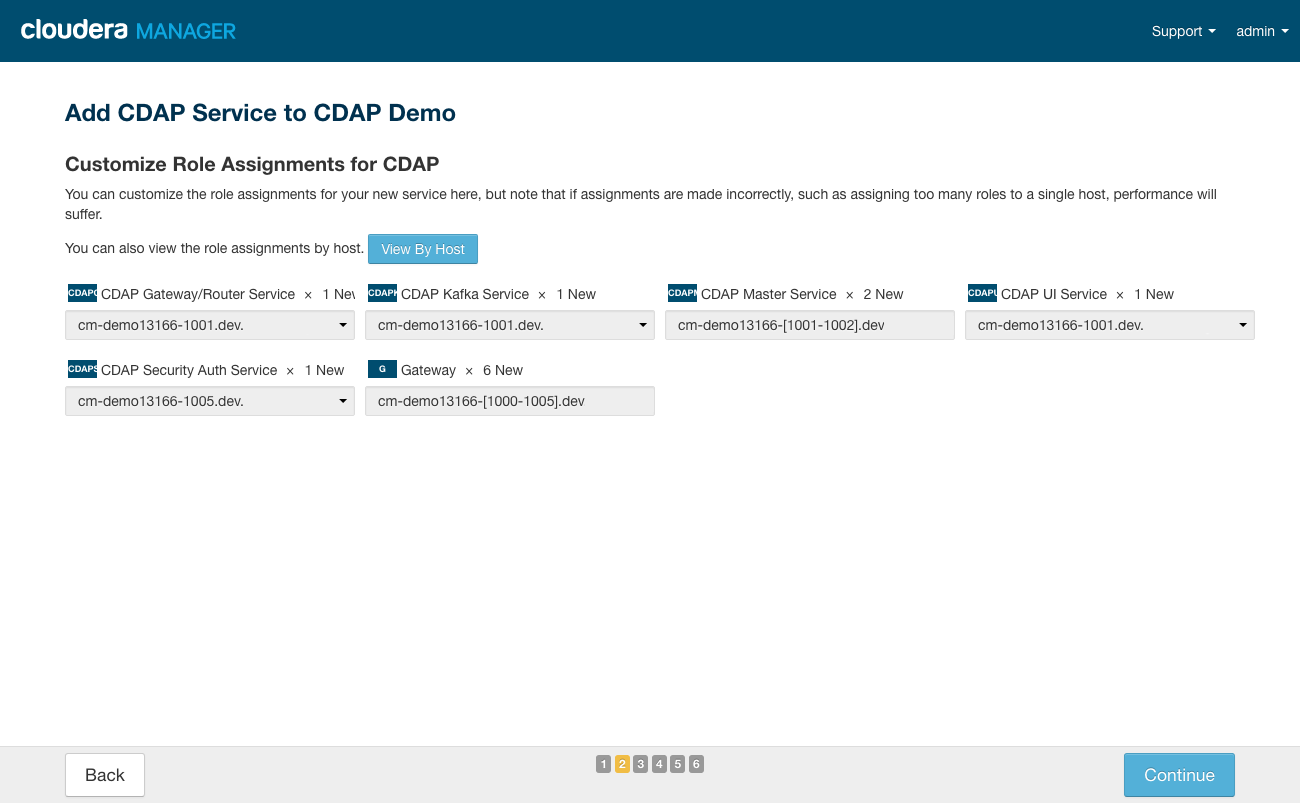 cloudera MANAGER
Support admin
Add CDAP Service to CDAP Demo
Customize Role Assignments for CDAP
You can customize the role assignments for your new service here, but note that if assignments are made incorrectly, such as assigning too many roles to a single host, performance will
suffer.
You can also view the role assignments by host. View By Host
CDAPG CDAP Gateway/Router Service × 1 New CDAPK CDAP Kafka Service × 1 New CDAPM CDAP Master Service × 2 New CDAPU CDAP UI Service × 1 New
cm-demo13166-1001.dev. cm-demo13166-1001.dev. cm-demo13166-[1001-1002].dev cm-demo13166-1001.dev.
CDAPS CDAP Security Auth Service × 1 New G Gateway × 6 New
cm-demo13166-1005.dev. cm-demo13166-[1000-1005].dev
Back 1 2 3 4 5 6 Continue